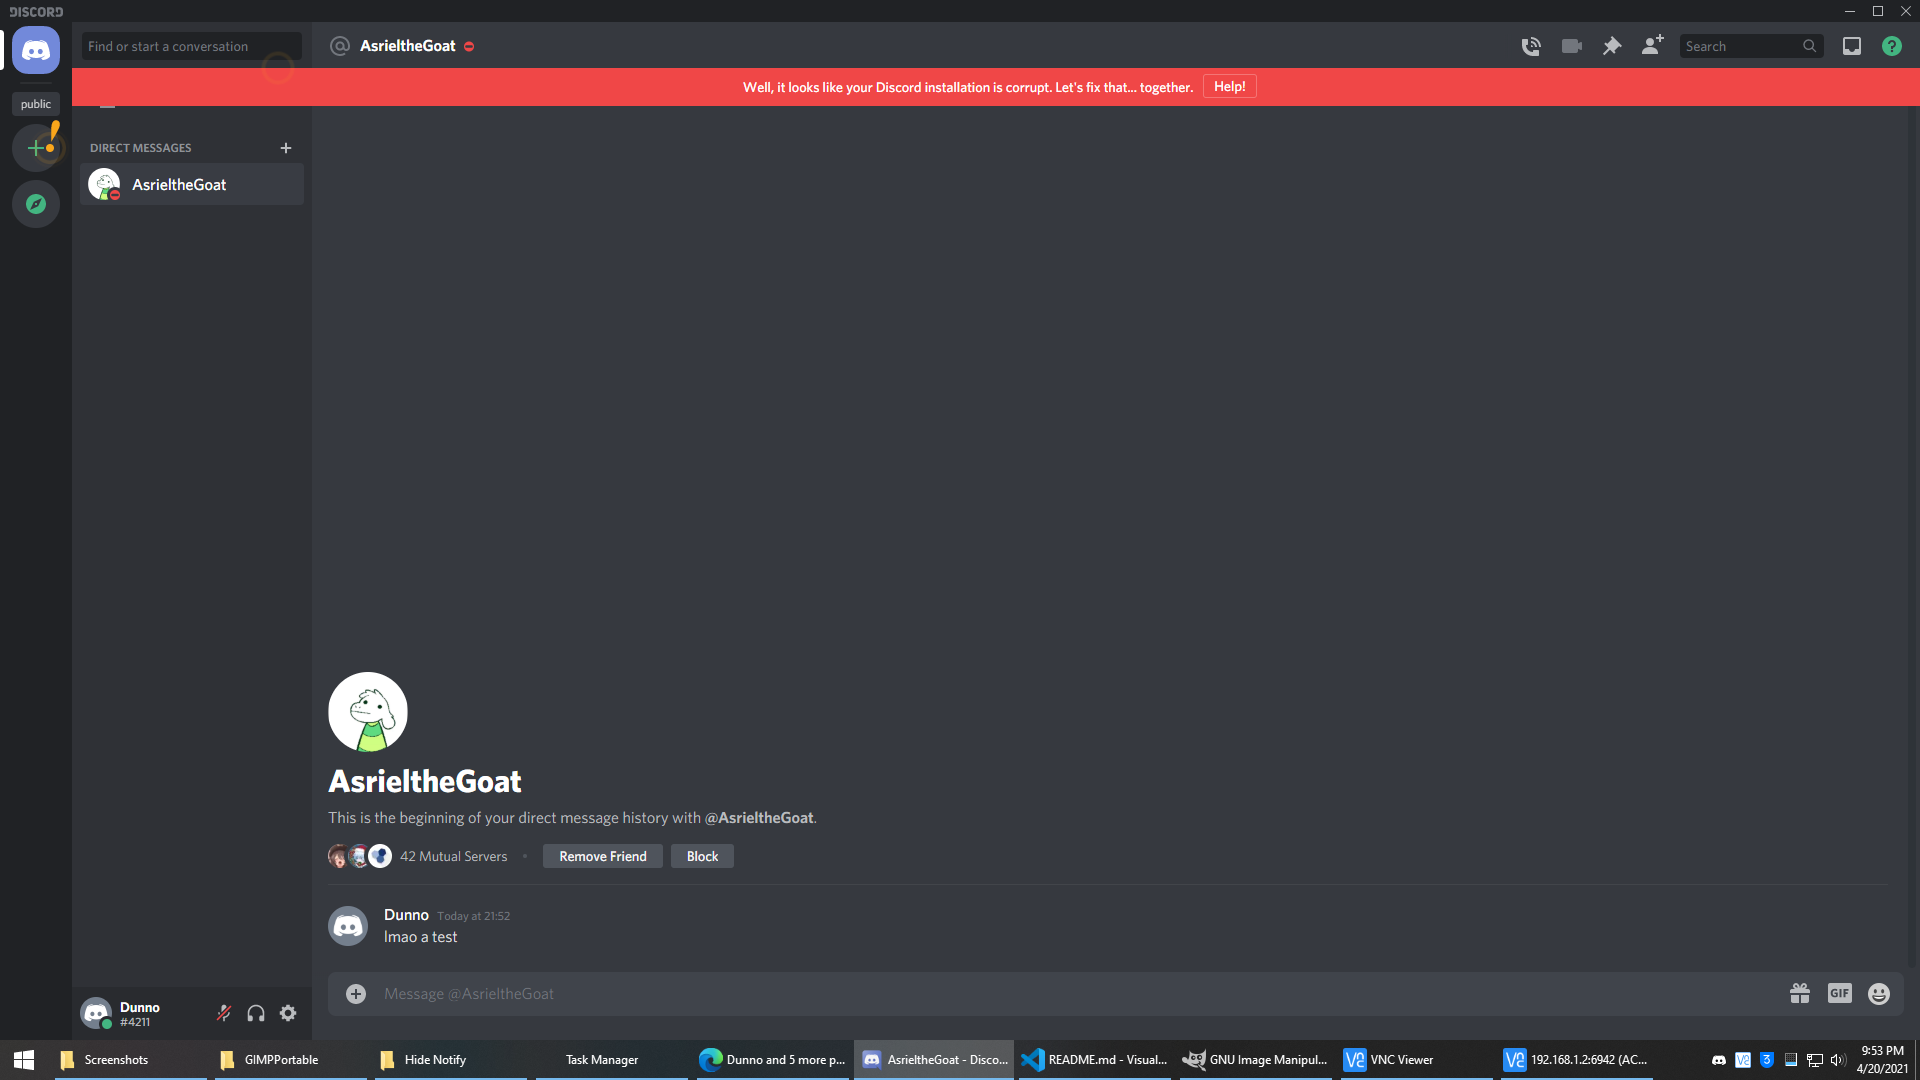 DISCORD
Find or start a conversation
AsrieltheGoat
Search
Well, it looks like your Discord installation is corrupt. Let's fix that... together.
Help!
public
DIRECT MESSAGES
AsrieltheGoat
AsrieltheGoat
This is the beginning of your direct message history with @AsrieltheGoat.
42 Mutual Servers
Remove Friend
Block
Dunno Today at 21:52
lmao a test
Message @AsrieltheGoat
GIF
Dunno
#4211
Screenshots
GIMPPortable
Hide Notify
Task Manager
Dunno and 5 more p...
AsrieltheGoat - Disco...
README.md - Visual...
GNU Image Manipul...
VNC Viewer
192.168.1.2:6942 (AC...
9:53 PM
4/20/2021